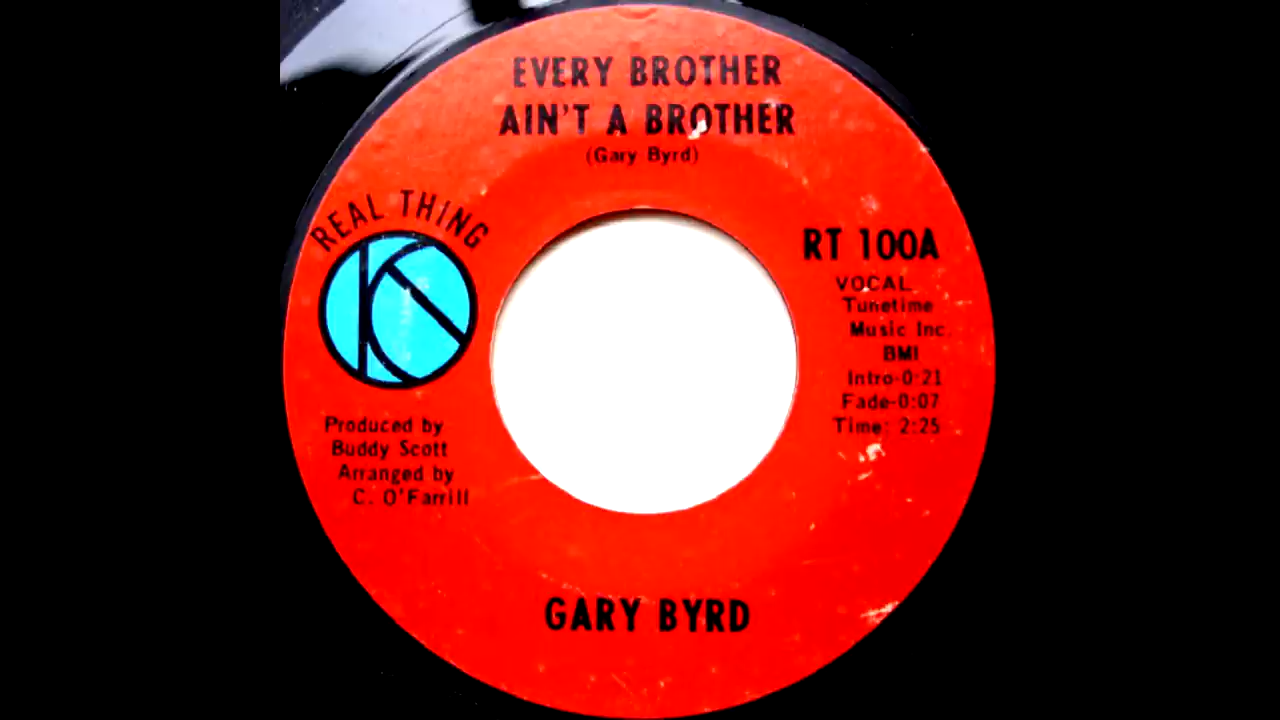 EVERY BROTHER
AIN'T A BROTHER
(Gary Byrd)
REAL THING
RT 100A
VOCAL
Tunetime
Music Inc
BMI
Intro-0:21
Fade-0:07
Time: 2:25
Produced by
Buddy Scott
Arranged by
C. O'Farrill
GARY BYRD